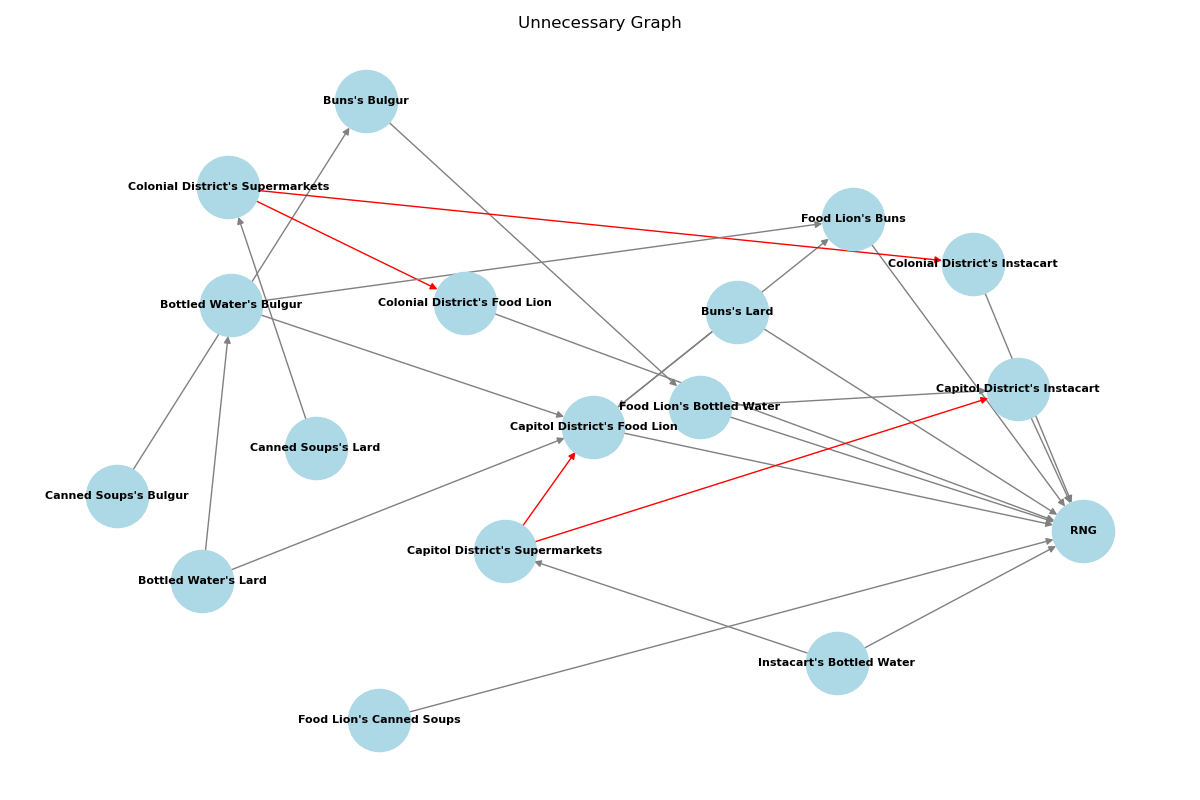 Unnecessary Graph
Buns's Bulgur
Colonial District's Supermarkets
Food Lion's Buns
Colonial District's Instacart
Bottled Water's Bulgur
Colonial District's Food Lion
Buns's Lard
Capitol District's Instacart
Food Lion's Bottled Water
Capitol District's Food Lion
Canned Soups's Lard
Canned Soups's Bulgur
RNG
Capitol District's Supermarkets
Bottled Water's Lard
Instacart's Bottled Water
Food Lion's Canned Soups